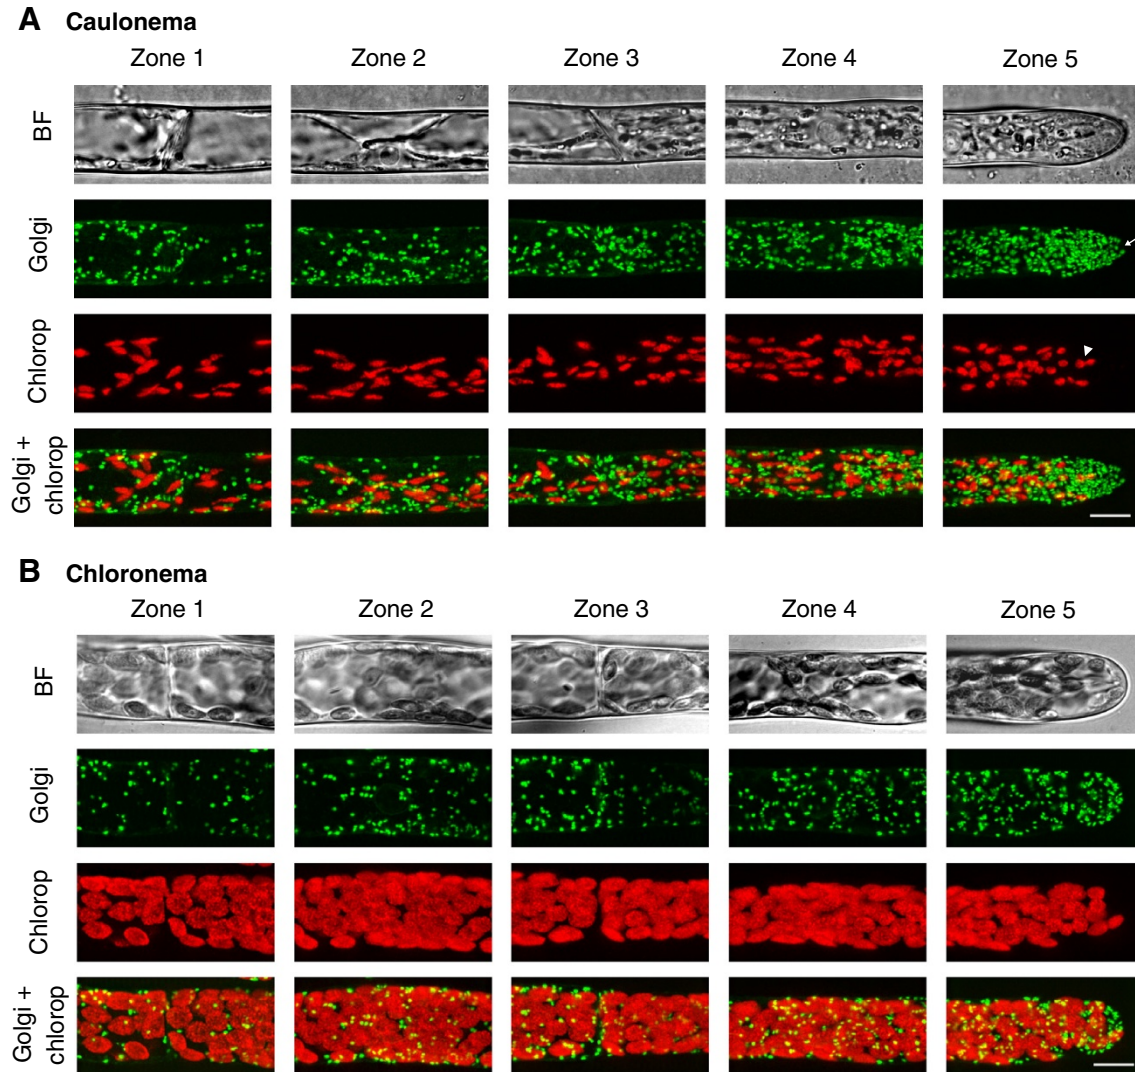 A Caulonema
Zone 1 Zone 2 Zone 3 Zone 4 Zone 5
BF
Golgi
Chlorop
Golgi +
chlorop
B Chloronema
Zone 1 Zone 2 Zone 3 Zone 4 Zone 5
BF
Golgi
Chlorop
Golgi +
chlorop